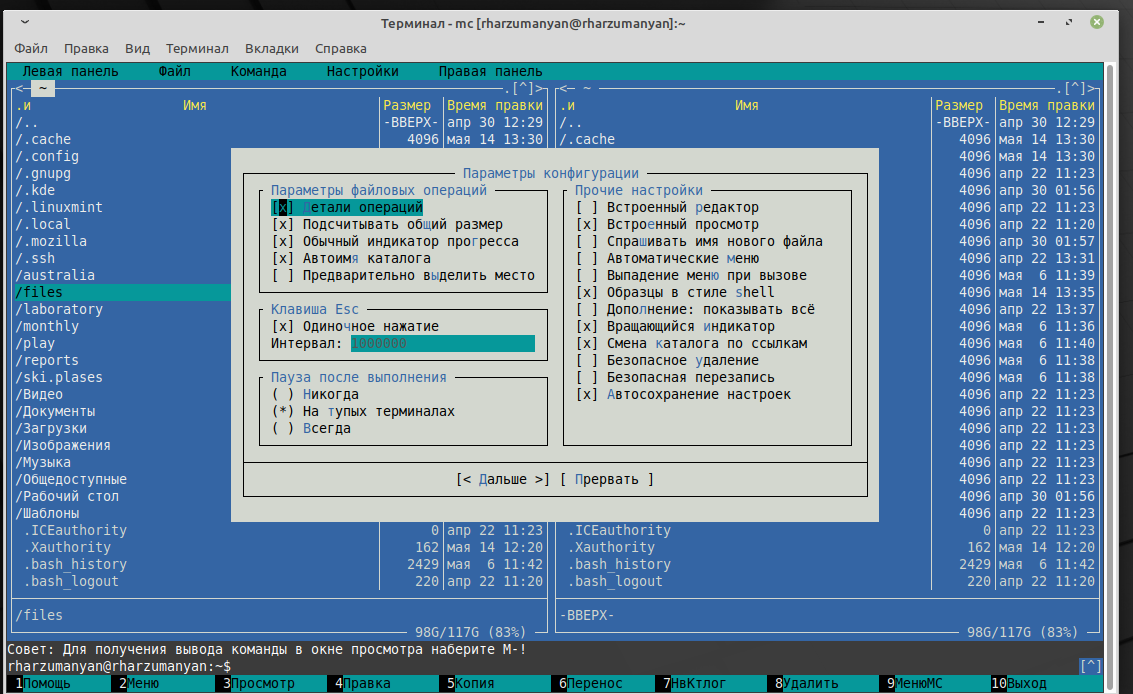 Терминал - mc [rharzumanyan@rharzumanyan]:~
Файл Правка Вид Терминал Вкладки Справка
Левая панель Файл Команда Настройки Правая панель
<─ ~ .[^]> <─ ~ .[^]>
.и Имя Размер Время правки .и Имя Размер Время правки
/.. -ВВЕРХ- апр 30 12:29 /.. -ВВЕРХ- апр 30 12:29
/.cache 4096 мая 14 13:30 /.cache 4096 мая 14 13:30
/.config 4096 мая 14 13:30
/.gnupg Параметры конфигурации 4096 апр 22 11:23
/.kde Параметры файловых операций Прочие настройки 4096 апр 30 01:56
/.linuxmint [x] Детали операций [ ] Встроенный редактор 4096 апр 22 11:23
/.local [x] Подсчитывать общий размер [x] Встроенный просмотр 4096 апр 22 11:20
/.mozilla [x] Обычный индикатор прогресса [ ] Спрашивать имя нового файла 4096 апр 30 01:57
/.ssh [x] Автоимя каталога [ ] Автоматические меню 4096 апр 22 13:31
/australia [ ] Предварительно выделить место [ ] Выпадение меню при вызове 4096 мая 6 11:39
/files [x] Образцы в стиле shell 4096 мая 14 13:35
/laboratory Клавиша Esc [ ] Дополнение: показывать всё 4096 апр 22 13:37
/monthly [x] Одиночное нажатие [x] Вращающийся индикатор 4096 мая 6 11:36
/play Интервал: 1000000 [x] Смена каталога по ссылкам 4096 мая 6 11:40
/reports [ ] Безопасное удаление 4096 мая 6 11:38
/ski.plases Пауза после выполнения [ ] Безопасная перезапись 4096 мая 6 11:38
/Видео ( ) Никогда [x] Автосохранение настроек 4096 апр 22 11:23
/Документы (*) На тупых терминалах 4096 апр 22 11:23
/Загрузки ( ) Всегда 4096 апр 22 11:23
/Изображения 4096 апр 22 11:23
/Музыка 4096 апр 22 11:23
/Общедоступные [< Дальше >] [ Прервать ] 4096 апр 22 11:23
/Рабочий стол 4096 апр 30 01:56
/Шаблоны 4096 апр 22 11:23
.ICEauthority 0 апр 22 11:23 .ICEauthority 0 апр 22 11:23
.Xauthority 162 мая 14 12:20 .Xauthority 162 мая 14 12:20
.bash_history 2429 мая 6 11:42 .bash_history 2429 мая 6 11:42
.bash_logout 220 апр 22 11:20 .bash_logout 220 апр 22 11:20
/files -ВВЕРХ-
98G/117G (83%) 98G/117G (83%)
Совет: Для получения вывода команды в окне просмотра наберите M-!
rharzumanyan@rharzumanyan:~$ [^]
1Помощь 2Меню 3Просмотр 4Правка 5Копия 6Перенос 7НвКтлог 8Удалить 9МенюMC 10Выход